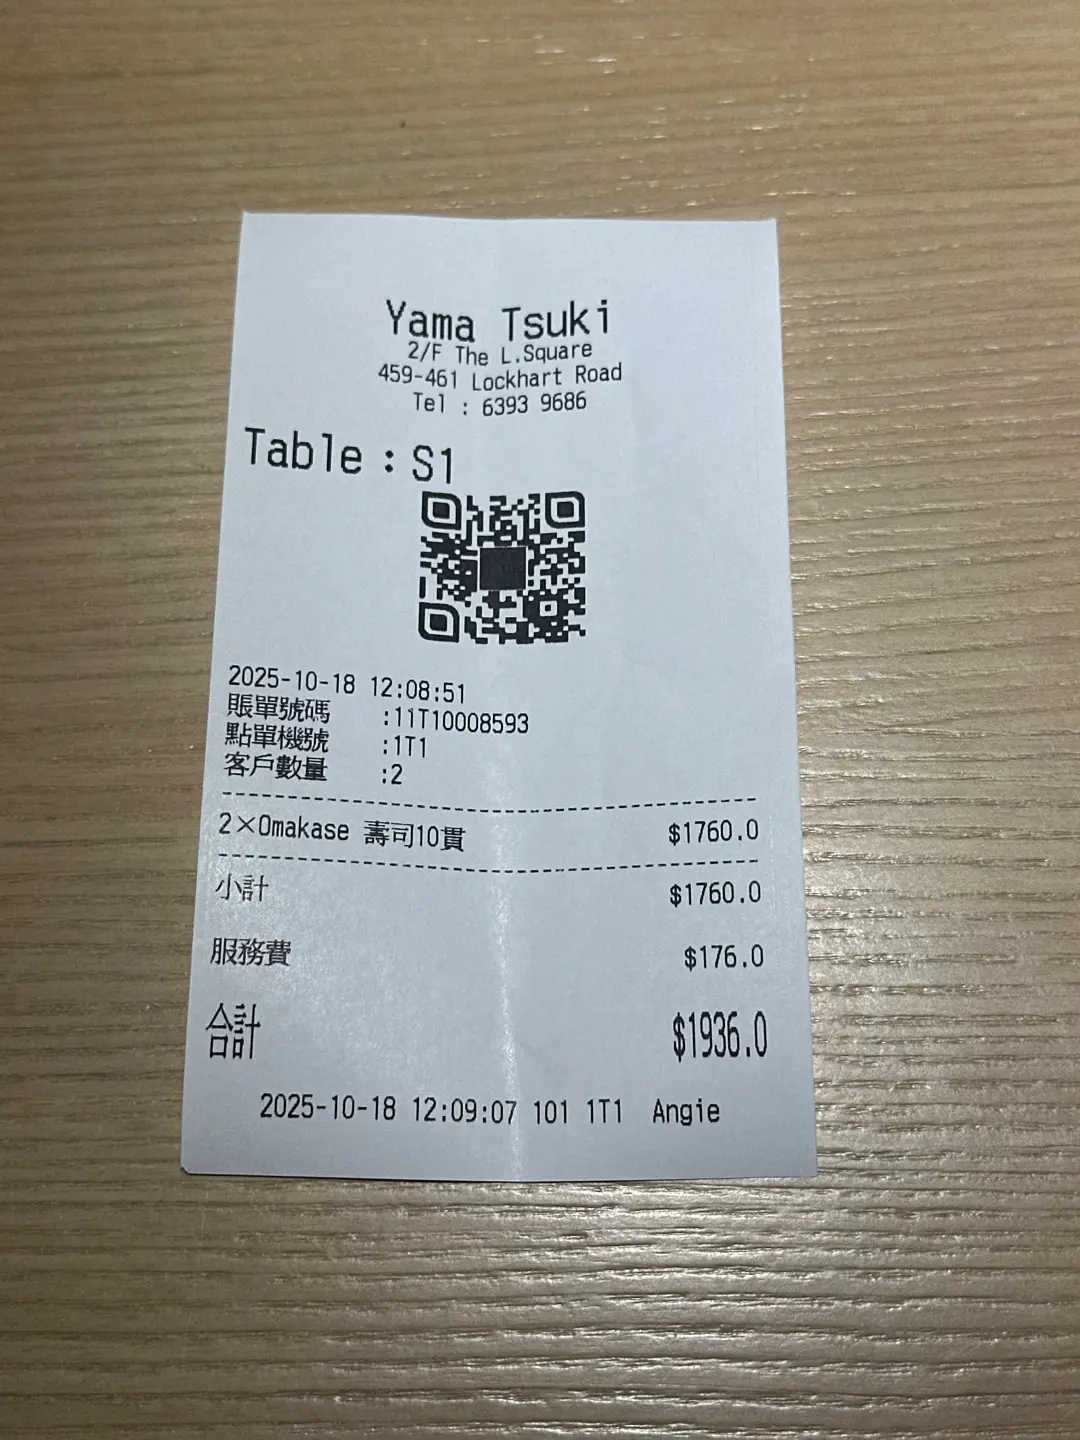 Yama Tsuki
2/F The L.Square
459-461 Lockhart Road
Tel : 6393 9686
Table : S1
2025-10-18 12:08:51
賬單號碼 :11T10008593
點單機號 :1T1
客戶數量 :2
2×Omakase 壽司10貫 $1760.0
小計 $1760.0
服務費 $176.0
合計 $1936.0
2025-10-18 12:09:07 101 1T1 Angie